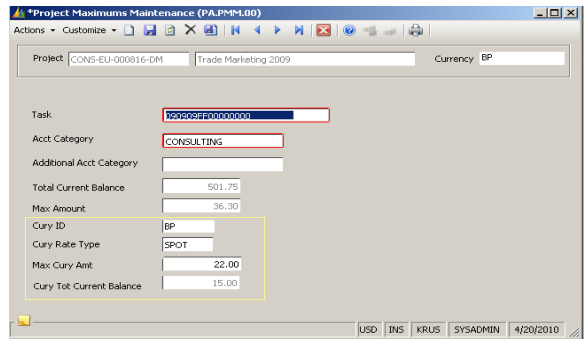 *Project Maximums Maintenance (PA.PMM.00)
Actions Customize
Project CONS-EU-000816-DM Trade Marketing 2009 Currency BP
Task 090909FF00000000
Acct Category CONSULTING
Additional Acct Category
Total Current Balance 501.75
Max Amount 36.30
Cury ID BP
Cury Rate Type SPOT
Max Cury Amt 22.00
Cury Tot Current Balance 15.00
USD INS KRUS SYSADMIN 4/20/2010